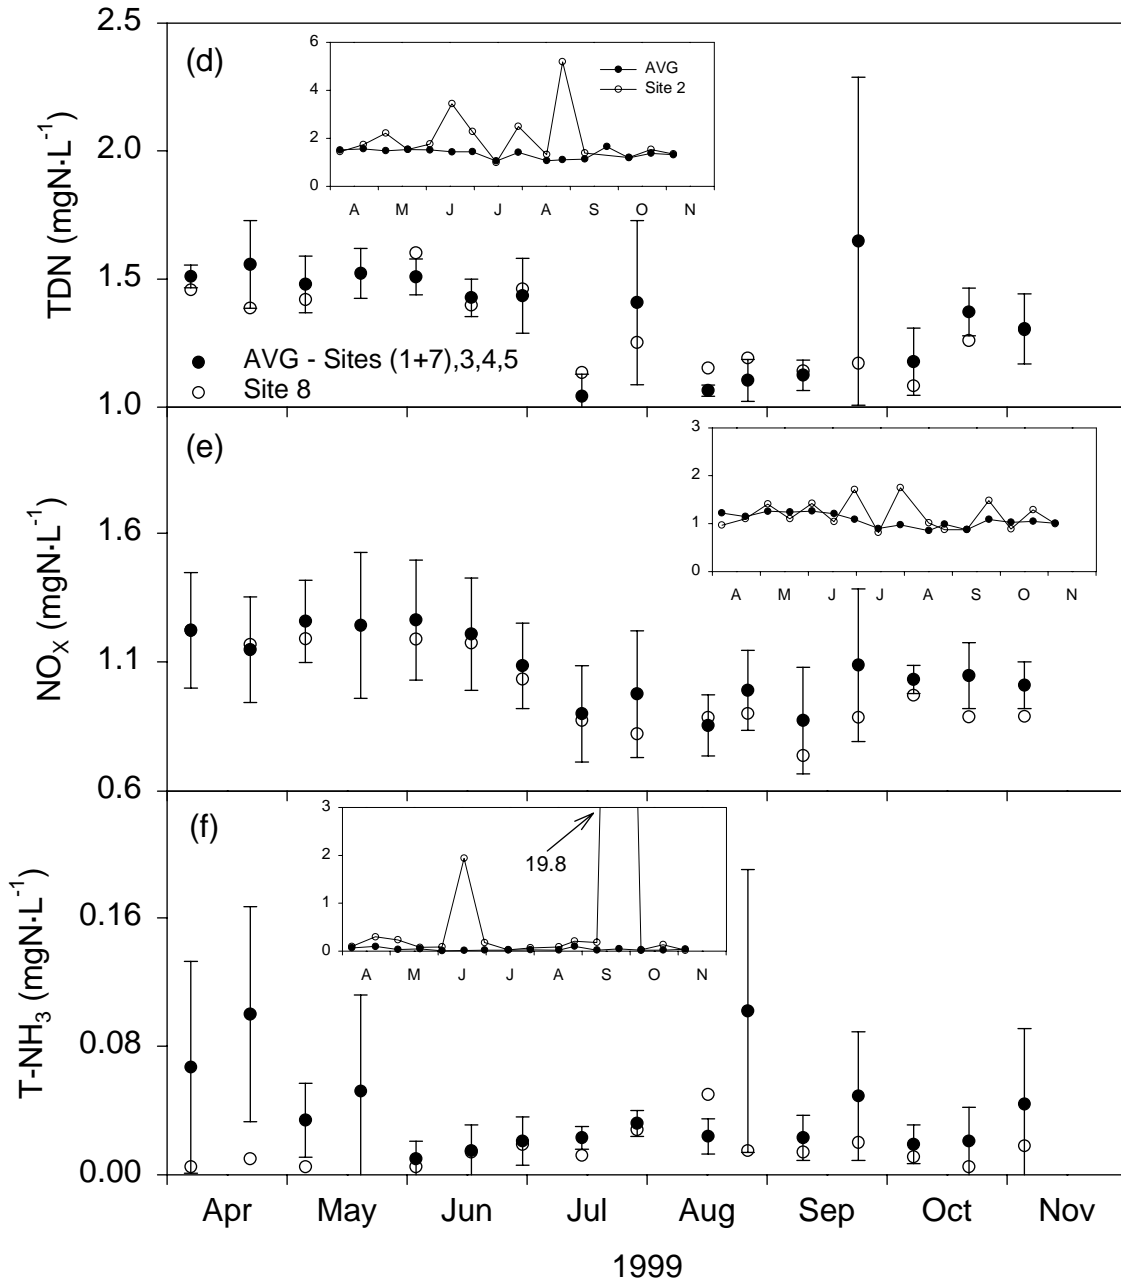 2.5
(d)
6
4
2
0
AVG
Site 2
A M J J A S O N
2.0
TDN (mgN·L⁻¹)
1.5
AVG - Sites (1+7),3,4,5
Site 8
1.0
(e)
3
2
1
0
A M J J A S O N
1.6
NOX (mgN·L⁻¹)
1.1
0.6
(f)
3
2
1
0
19.8
A M J J A S O N
0.16
T-NH₃ (mgN·L⁻¹)
0.08
0.00
Apr May Jun Jul Aug Sep Oct Nov
1999